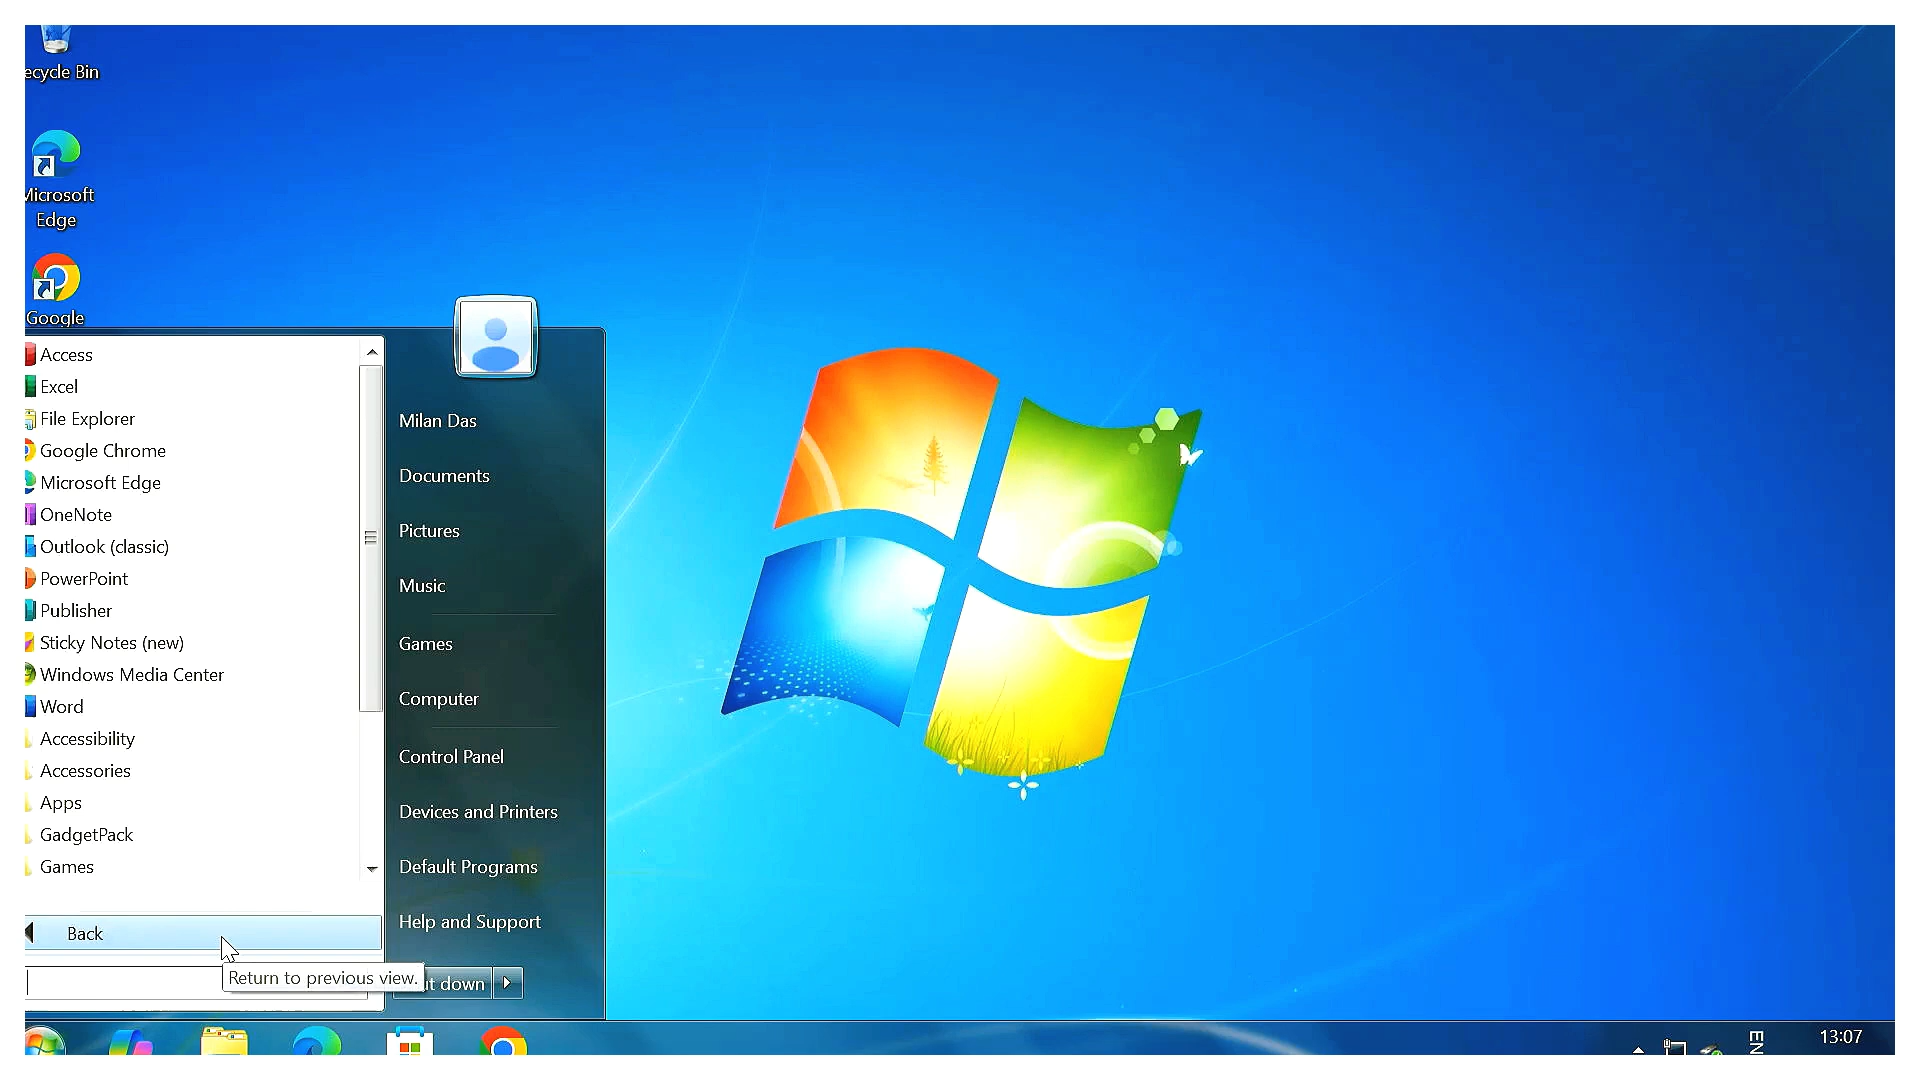 ecycle Bin
Microsoft
Edge
Google
Access
Excel
File Explorer
Google Chrome
Microsoft Edge
OneNote
Outlook (classic)
PowerPoint
Publisher
Sticky Notes (new)
Windows Media Center
Word
Accessibility
Accessories
Apps
GadgetPack
Games
Back
Return to previous view.
Milan Das
Documents
Pictures
Music
Games
Computer
Control Panel
Devices and Printers
Default Programs
Help and Support
ut down
EN
13:07